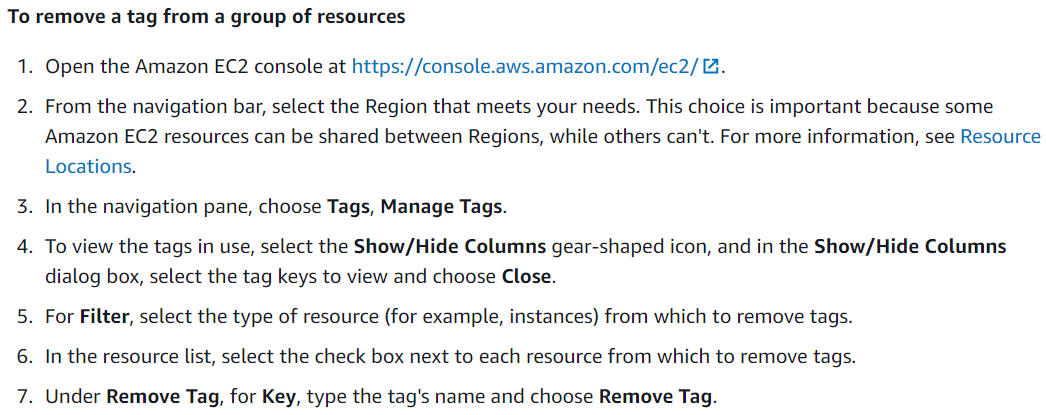 To remove a tag from a group of resources
1. Open the Amazon EC2 console at https://console.aws.amazon.com/ec2/.
2. From the navigation bar, select the Region that meets your needs. This choice is important because some
Amazon EC2 resources can be shared between Regions, while others can't. For more information, see Resource
Locations.
3. In the navigation pane, choose Tags, Manage Tags.
4. To view the tags in use, select the Show/Hide Columns gear-shaped icon, and in the Show/Hide Columns
dialog box, select the tag keys to view and choose Close.
5. For Filter, select the type of resource (for example, instances) from which to remove tags.
6. In the resource list, select the check box next to each resource from which to remove tags.
7. Under Remove Tag, for Key, type the tag's name and choose Remove Tag.